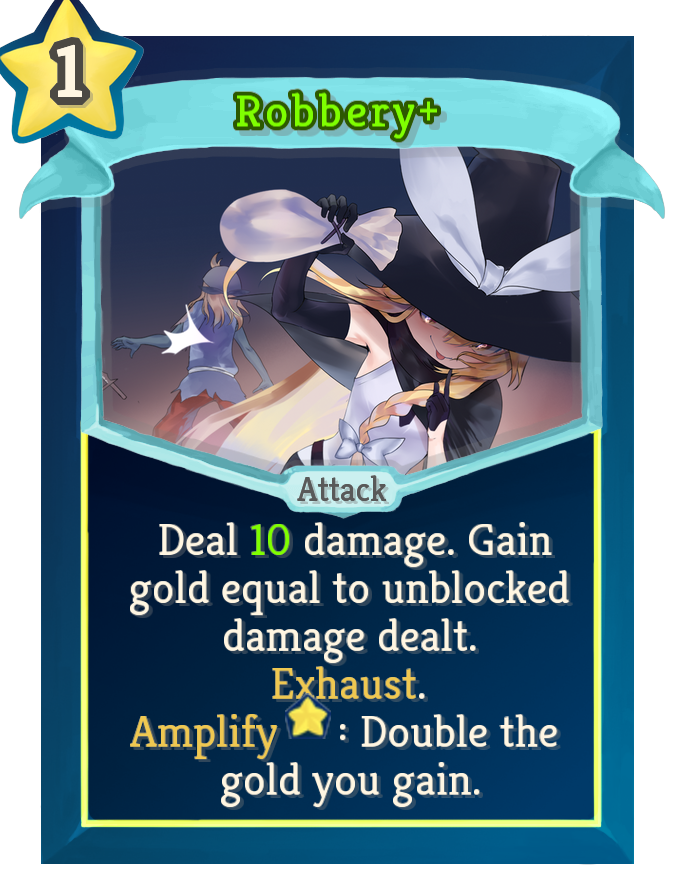 1
Robbery+
Attack
Deal 10 damage. Gain
gold equal to unblocked
damage dealt.
Exhaust.
Amplify : Double the
gold you gain.